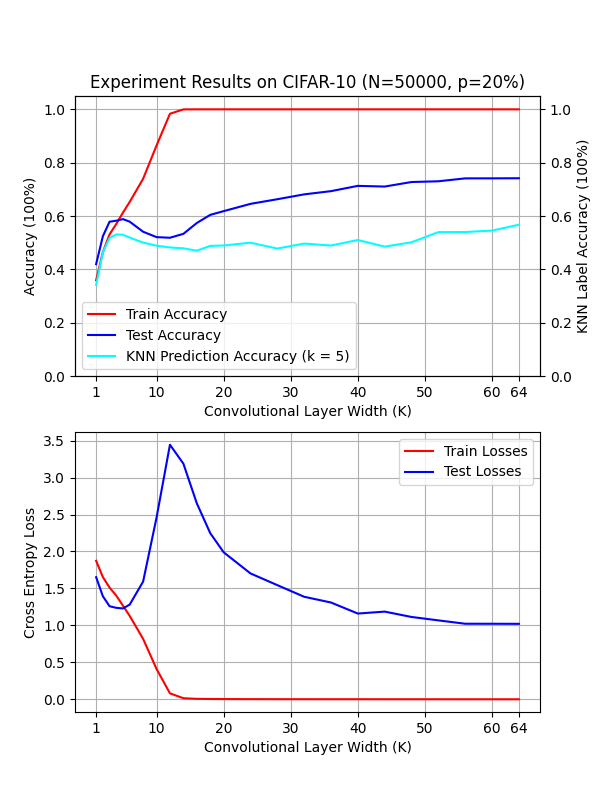 Experiment Results on CIFAR-10 (N=50000, p=20%)
Accuracy (100%)
1.0
0.8
0.6
0.4
0.2
0.0
1.0
0.8
0.6
0.4
0.2
0.0
KNN Label Accuracy (100%)
Train Accuracy
Test Accuracy
KNN Prediction Accuracy (k = 5)
1 10 20 30 40 50 60 64
Convolutional Layer Width (K)
Cross Entropy Loss
3.5
3.0
2.5
2.0
1.5
1.0
0.5
0.0
Train Losses
Test Losses
1 10 20 30 40 50 60 64
Convolutional Layer Width (K)